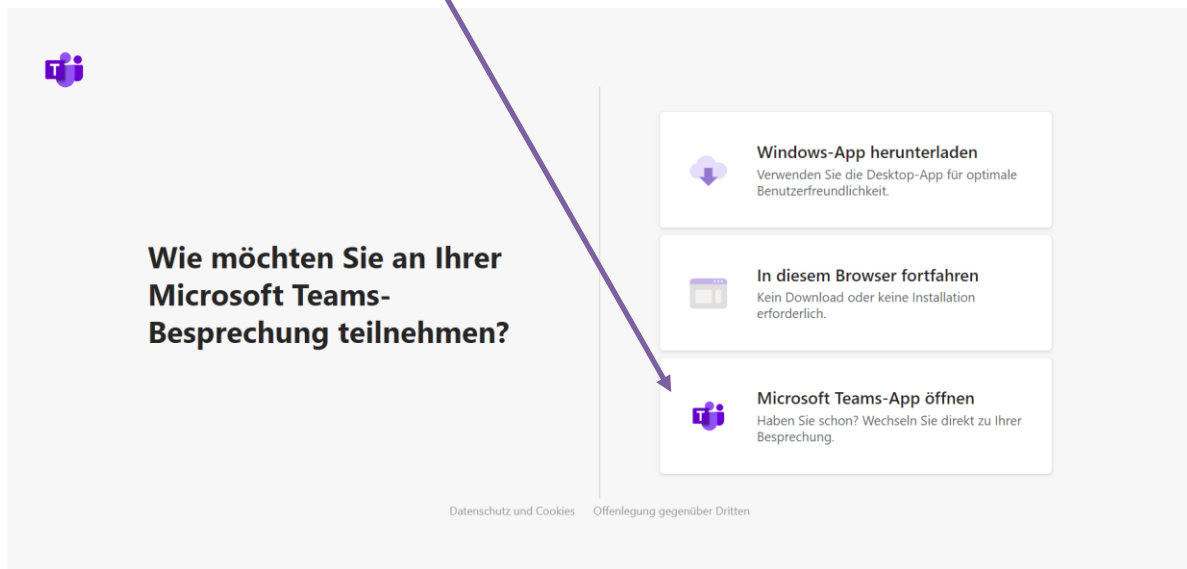 Wie möchten Sie an Ihrer
Microsoft Teams-
Besprechung teilnehmen?
Windows-App herunterladen
Verwenden Sie die Desktop-App für optimale
Benutzerfreundlichkeit.
In diesem Browser fortfahren
Kein Download oder keine Installation
erforderlich.
Microsoft Teams-App öffnen
Haben Sie schon? Wechseln Sie direkt zu Ihrer
Besprechung.
Datenschutz und Cookies Offenlegung gegenüber Dritten